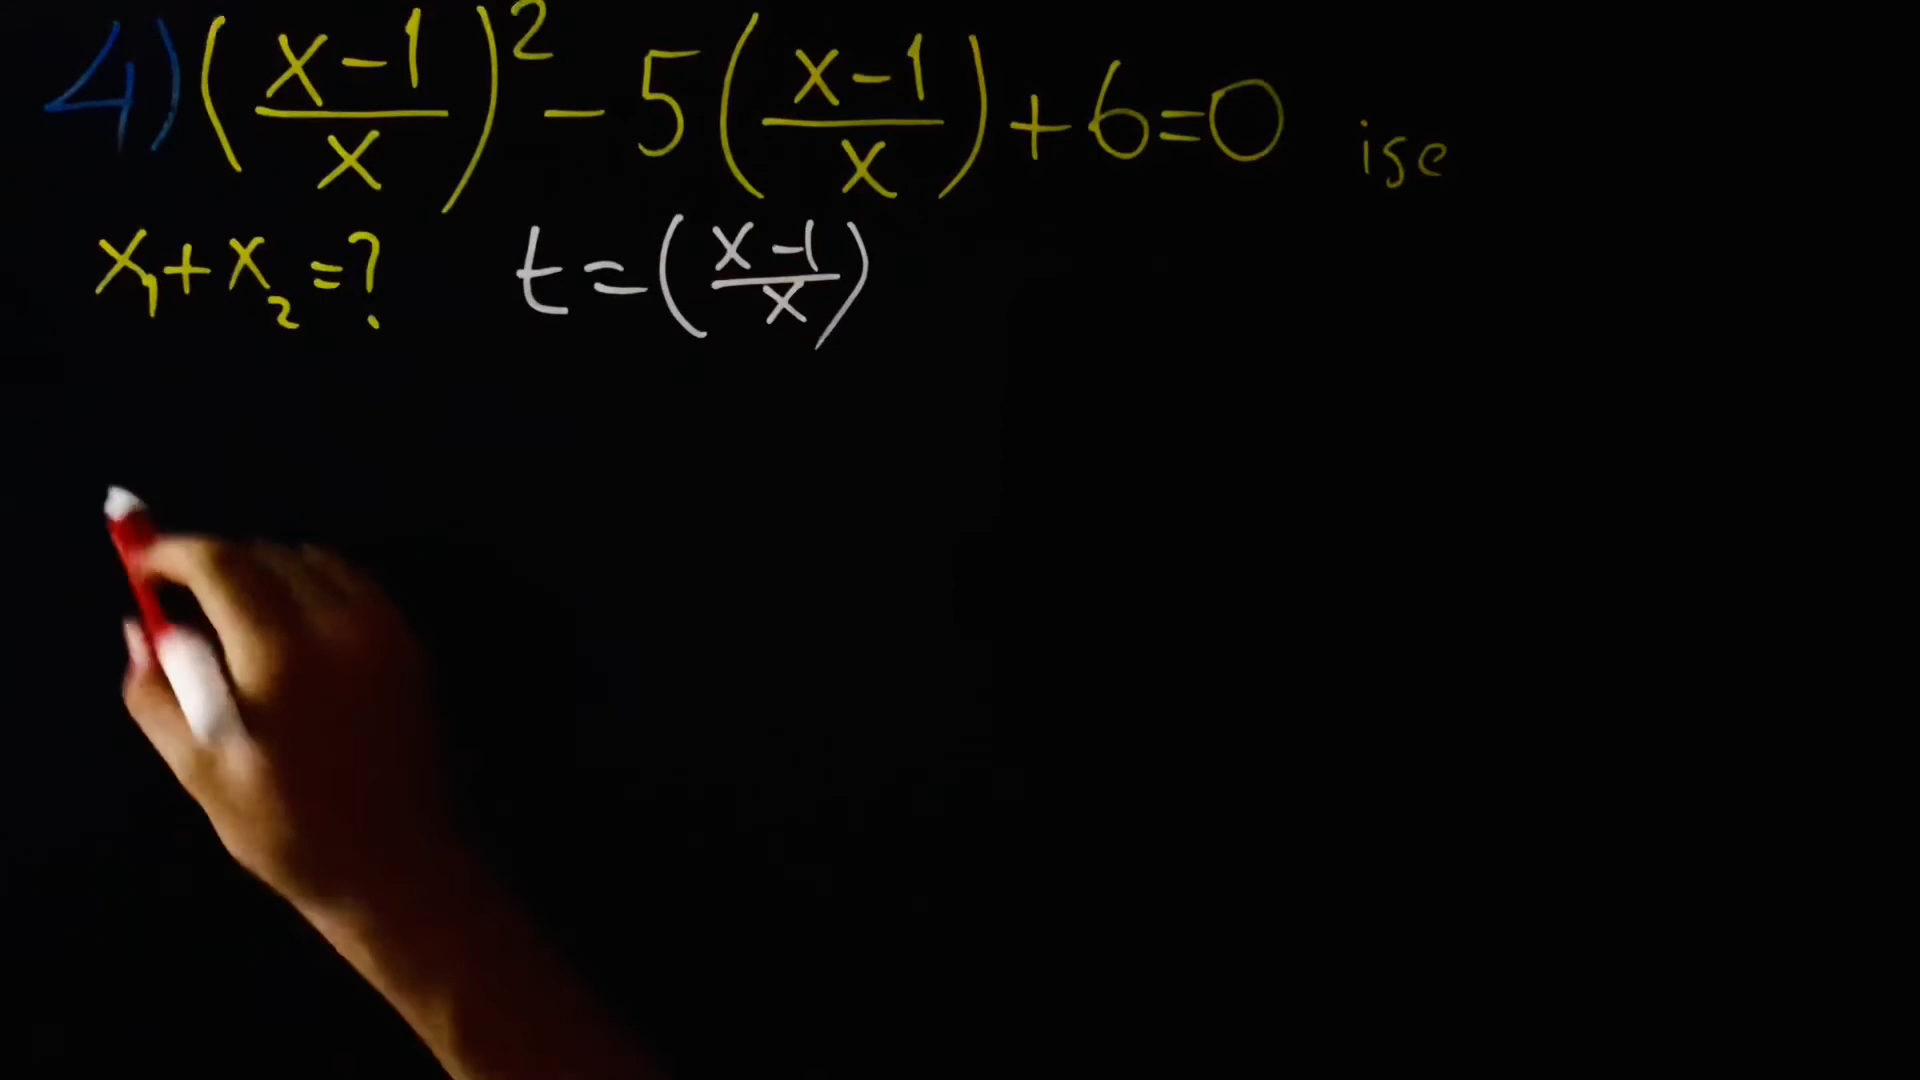 4) (x-1/x)² - 5(x-1/x) + 6 = 0 ise
x₁ + x₂ = ? t = (x-1/x)